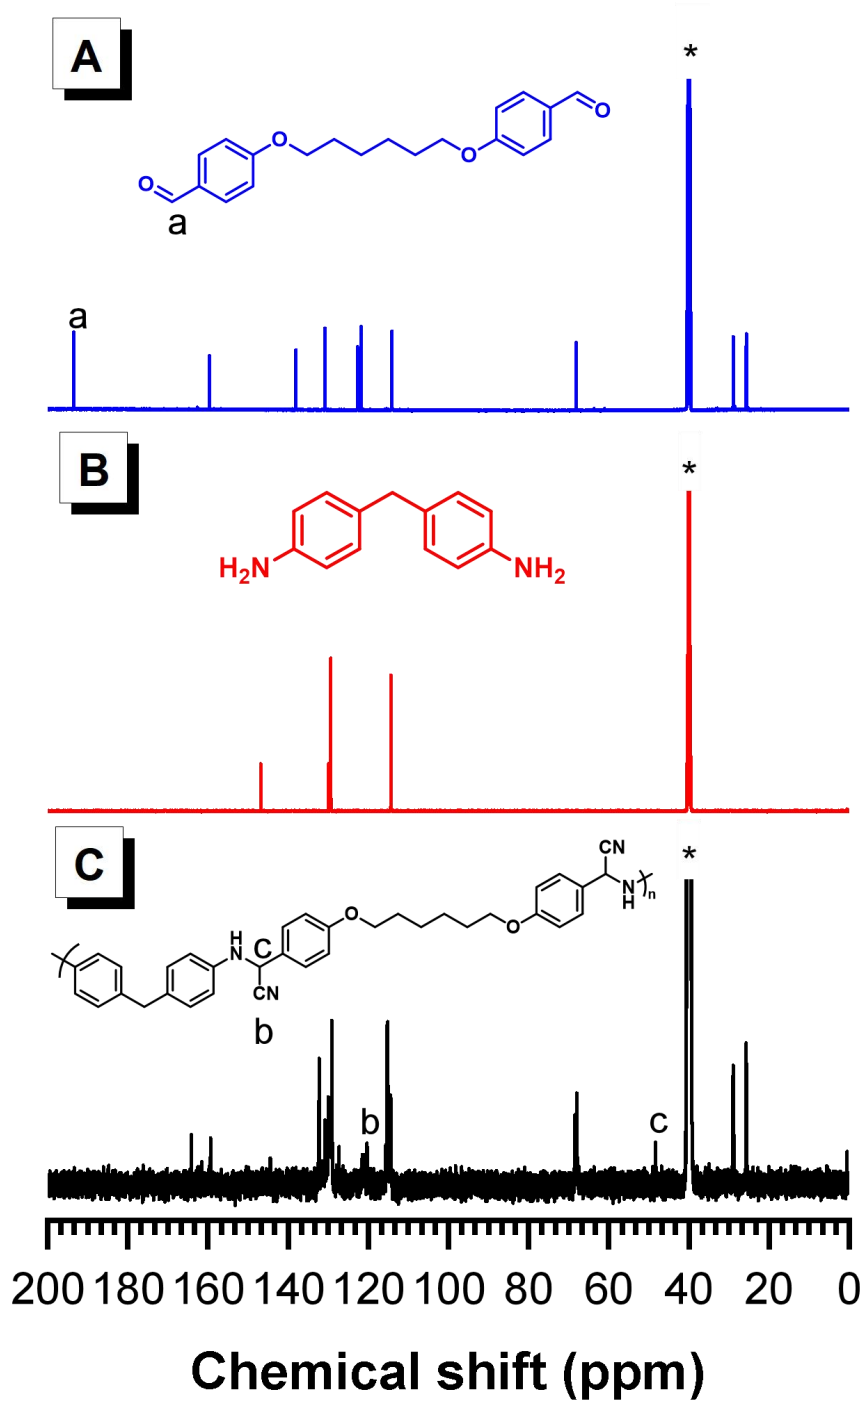 A
*
O
O
O
O
a
a
B
*
H₂N
NH₂
C
*
CN
N
H
n
H
N
C
O
O
CN
b
b
c
200 180 160 140 120 100 80 60 40 20 0
Chemical shift (ppm)